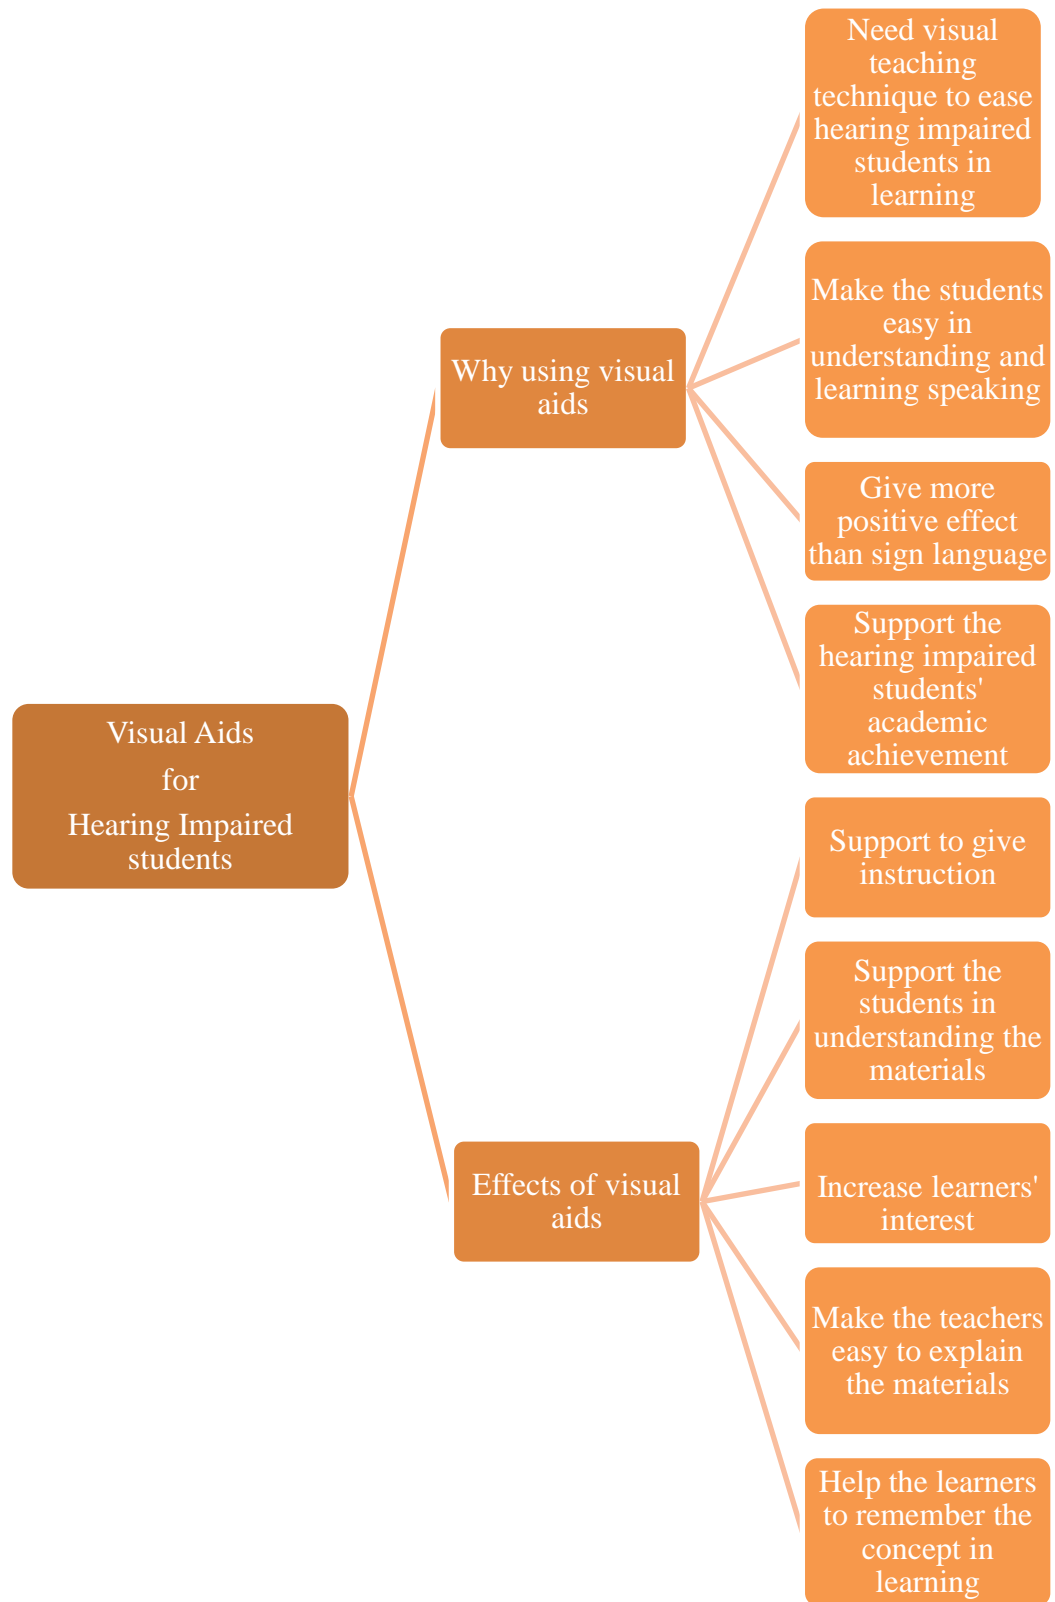 Visual Aids
for
Hearing Impaired
students
Why using visual
aids
Need visual
teaching
technique to ease
hearing impaired
students in
learning
Make the students
easy in
understanding and
learning speaking
Give more
positive effect
than sign language
Support the
hearing impaired
students'
academic
achievement
Effects of visual
aids
Support to give
instruction
Support the
students in
understanding the
materials
Increase learners'
interest
Make the teachers
easy to explain
the materials
Help the learners
to remember the
concept in
learning